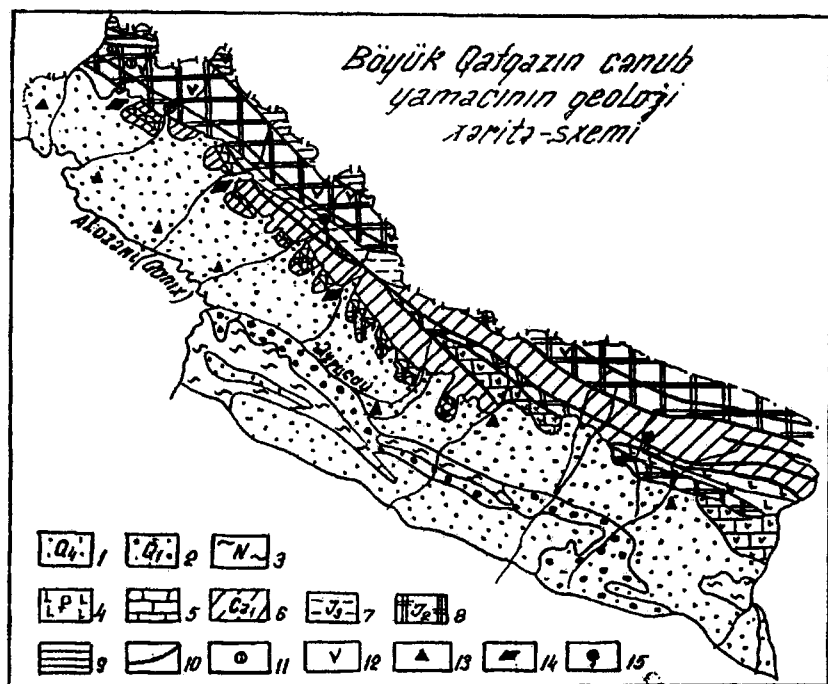 Böyük Qafqazın cənub
yamacının geoloji
xəritə-sxemi
Alazani (Qanıx)
Əyriçay
Q4 1 Q1 2 N 3
P 4 5 Cr1 6 J3 7 J2 8
9 10 11 12 13 14 15